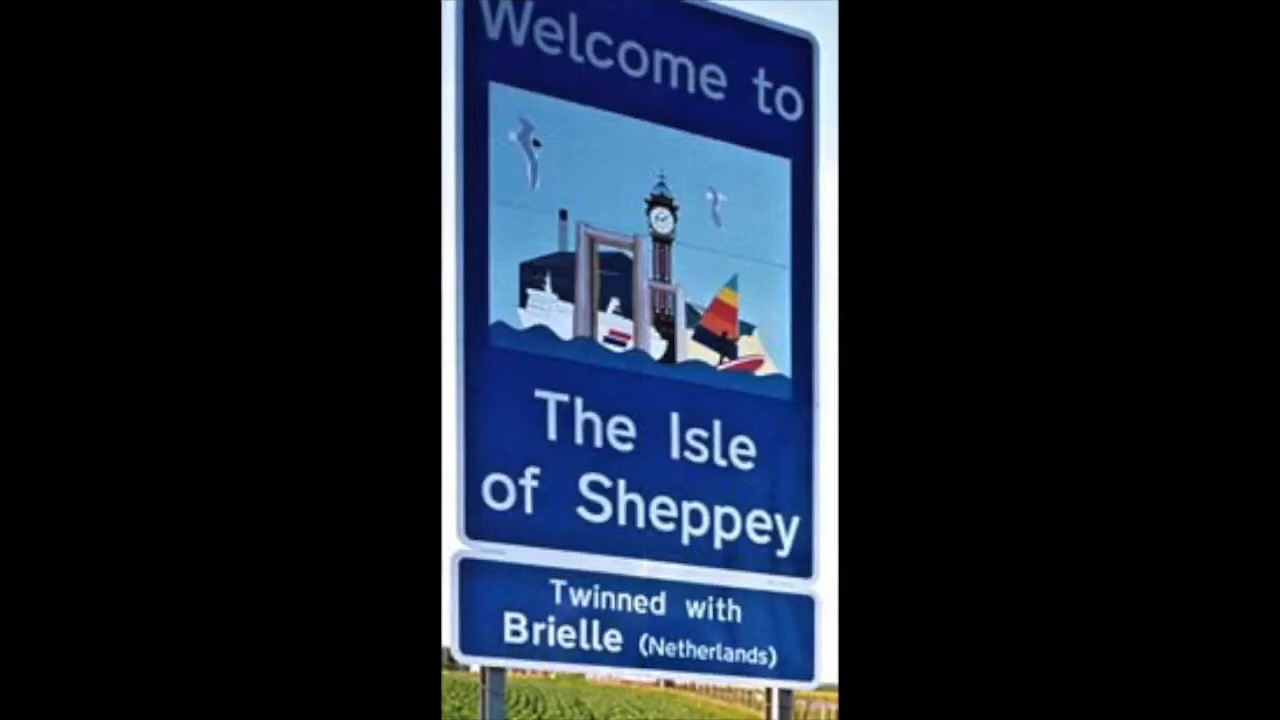 Welcome to
The Isle
of Sheppey
Twinned with
Brielle (Netherlands)